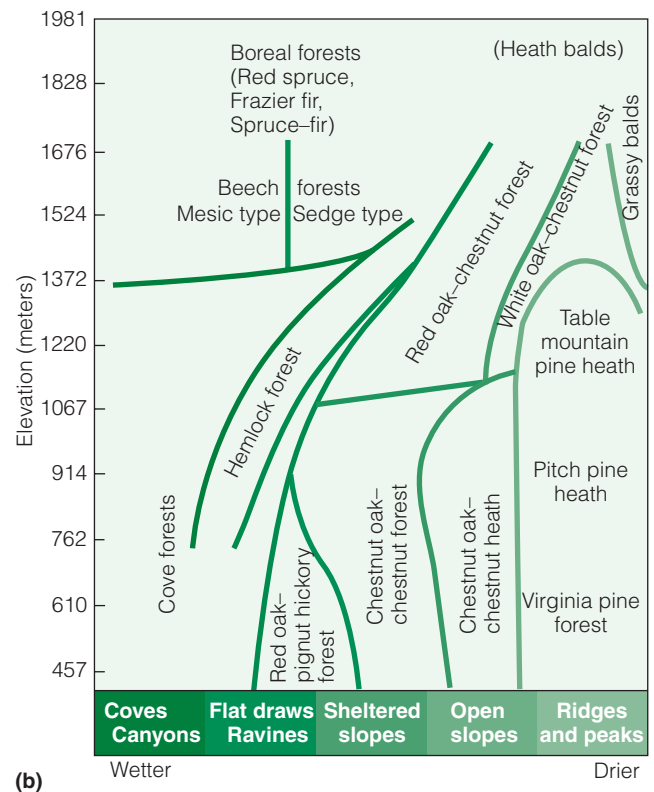 1981
1828
1676
1524
1372
1220
1067
914
762
610
457
Elevation (meters)
Boreal forests
(Red spruce,
Frazier fir,
Spruce–fir)
(Heath balds)
Beech forests
Mesic type Sedge type
Grassy balds
White oak–chestnut forest
Red oak–chestnut forest
Hemlock forest
Table
mountain
pine heath
Pitch pine
heath
Cove forests
Red oak–
pignut hickory
forest
Chestnut oak–
chestnut forest
Chestnut oak–
chestnut heath
Virginia pine
forest
Coves
Canyons
Flat draws
Ravines
Sheltered
slopes
Open
slopes
Ridges
and peaks
Wetter
Drier
(b)